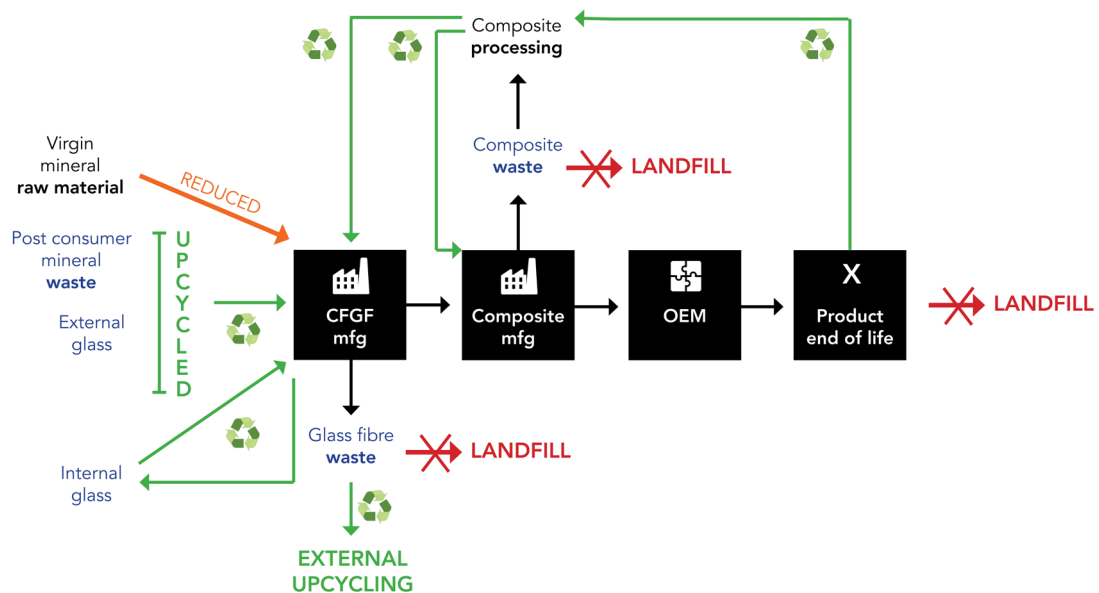 Composite
processing
Virgin
mineral
raw material
REDUCED
Composite
waste
LANDFILL
Post consumer
mineral
waste
External
glass
UPCYCLED
CFGF
mfg
Composite
mfg
OEM
X
Product
end of life
LANDFILL
Internal
glass
Glass fibre
waste
LANDFILL
EXTERNAL
UPCYCLING